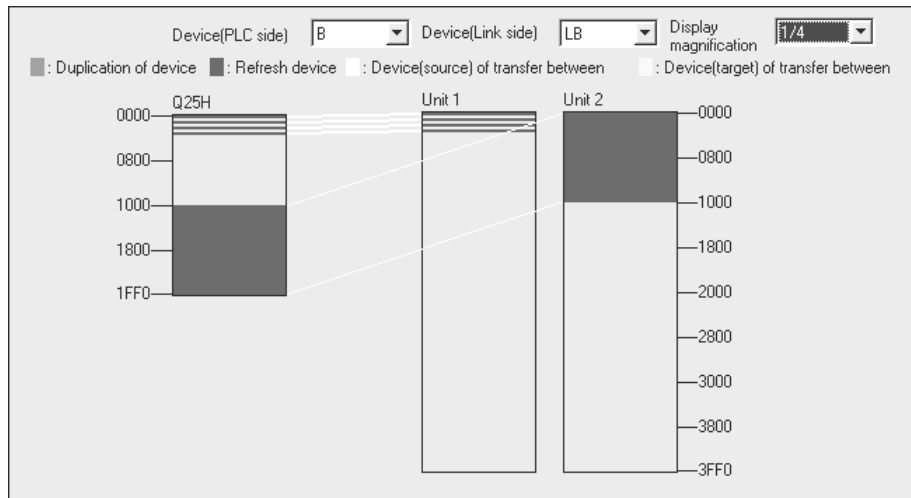 Device(PLC side) B Device(Link side) LB Display magnification 1/4
: Duplication of device : Refresh device : Device(source) of transfer between : Device(target) of transfer between
Q25H Unit 1 Unit 2
0000 0000
0800 0800
1000 1000
1800 1800
1FF0 2000
2800
3000
3800
3FF0